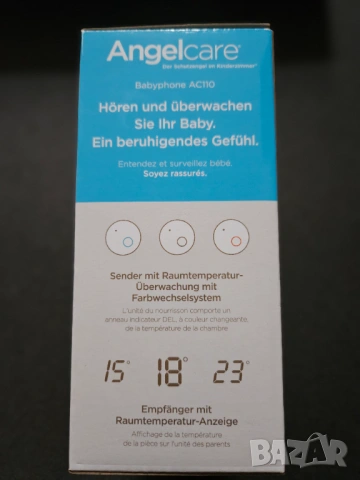 Angelcare®
Der Schutzengel im Kinderzimmer™
Babyphone AC110
Hören und überwachen
Sie Ihr Baby.
Ein beruhigendes Gefühl.
Entendez et surveillez bébé.
Soyez rassurés.
Sender mit Raumtemperatur-
Überwachung mit
Farbwechselsystem
L'unité du nourrisson comporte un
anneau indicateur DEL, à couleur changeante,
de la température de la chambre
15° 18° 23°
Empfänger mit
Raumtemperatur-Anzeige
Affichage de la température
de la pièce sur l'unité des parents
BAZAR